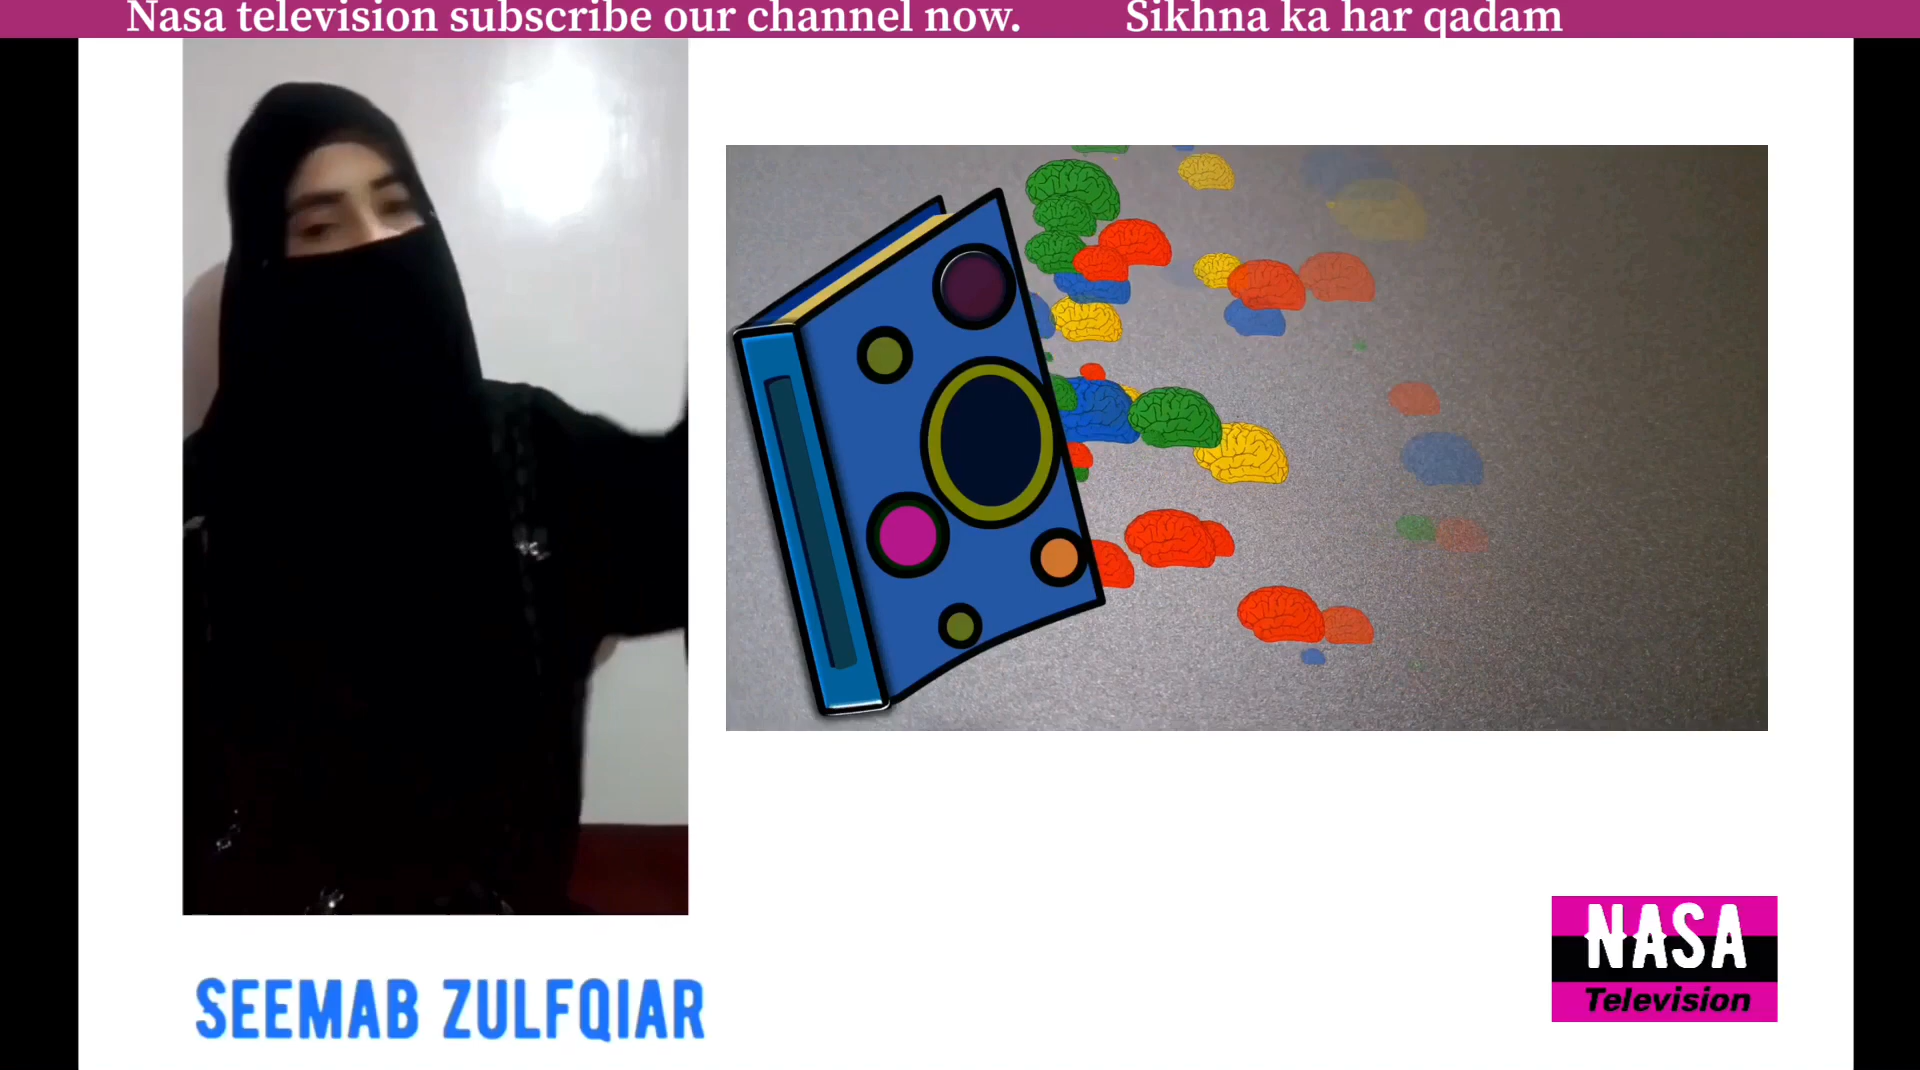 Nasa television subscribe our channel now. Sikhna ka har qadam
SEEMAB ZULFQIAR
NASA
Television